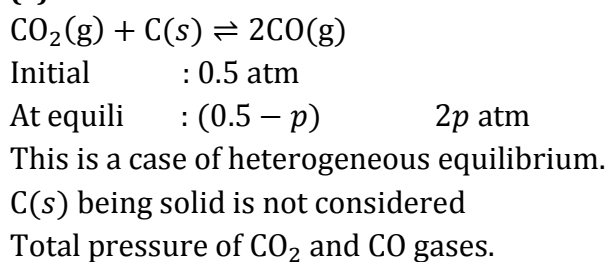 CO₂(g) + C(s) ⇌ 2CO(g)
Initial : 0.5 atm
At equili : (0.5 − p) 2p atm
This is a case of heterogeneous equilibrium.
C(s) being solid is not considered
Total pressure of CO₂ and CO gases.